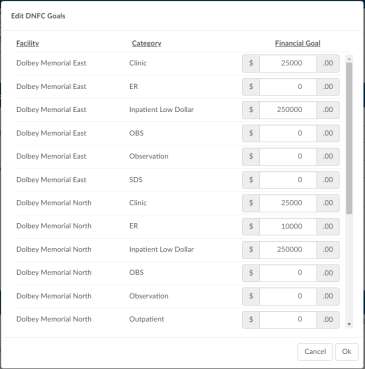 Edit DNFC Goals
Facility Category Financial Goal
Dolbey Memorial East Clinic $ 25000 .00
Dolbey Memorial East ER $ 0 .00
Dolbey Memorial East Inpatient Low Dollar $ 250000 .00
Dolbey Memorial East OBS $ 0 .00
Dolbey Memorial East Observation $ 0 .00
Dolbey Memorial East SDS $ 0 .00
Dolbey Memorial North Clinic $ 25000 .00
Dolbey Memorial North ER $ 10000 .00
Dolbey Memorial North Inpatient Low Dollar $ 250000 .00
Dolbey Memorial North OBS $ 0 .00
Dolbey Memorial North Observation $ 0 .00
Dolbey Memorial North Outpatient $ 0 .00
Cancel Ok